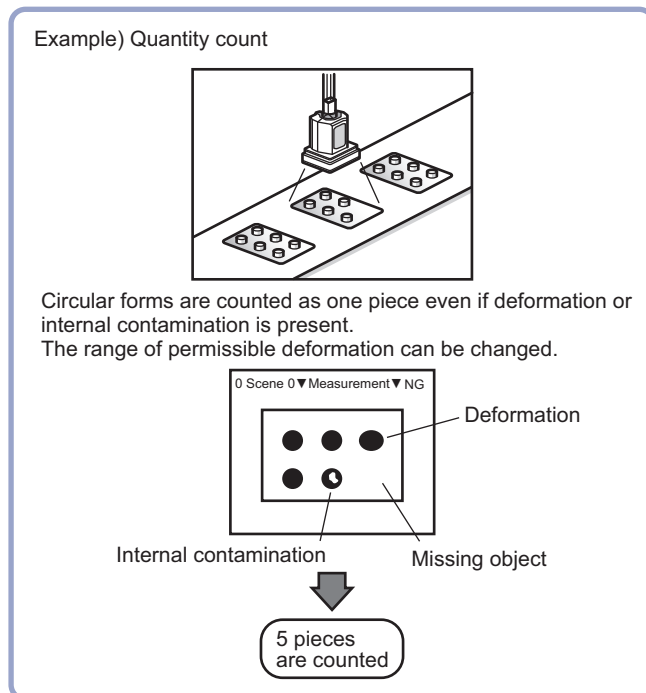 Example) Quantity count
Circular forms are counted as one piece even if deformation or
internal contamination is present.
The range of permissible deformation can be changed.
0 Scene 0▼Measurement▼ NG
Deformation
Internal contamination
Missing object
5 pieces
are counted